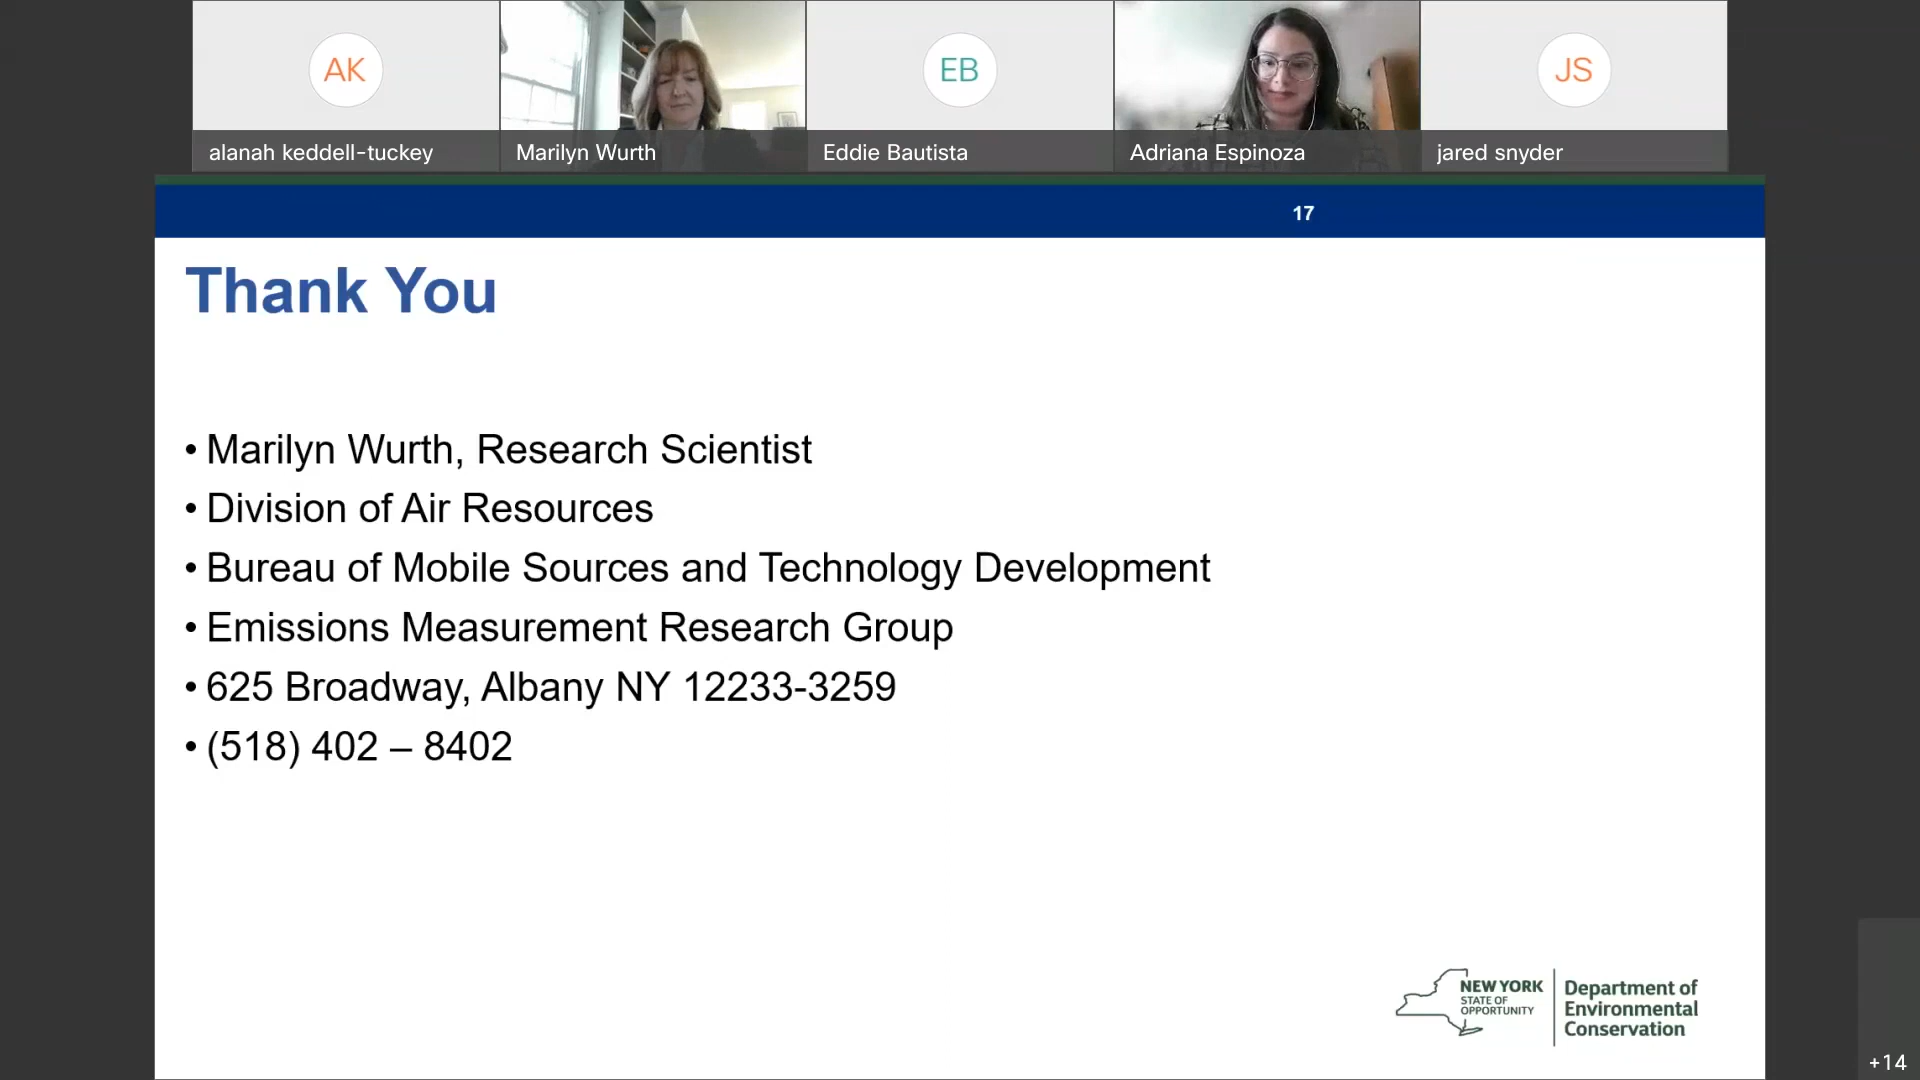 AK
EB
JS
alanah keddell-tuckey
Marilyn Wurth
Eddie Bautista
Adriana Espinoza
jared snyder
17
Thank You
• Marilyn Wurth, Research Scientist
• Division of Air Resources
• Bureau of Mobile Sources and Technology Development
• Emissions Measurement Research Group
• 625 Broadway, Albany NY 12233-3259
• (518) 402 – 8402
NEW YORK
STATE OF
OPPORTUNITY
Department of
Environmental
Conservation
+14